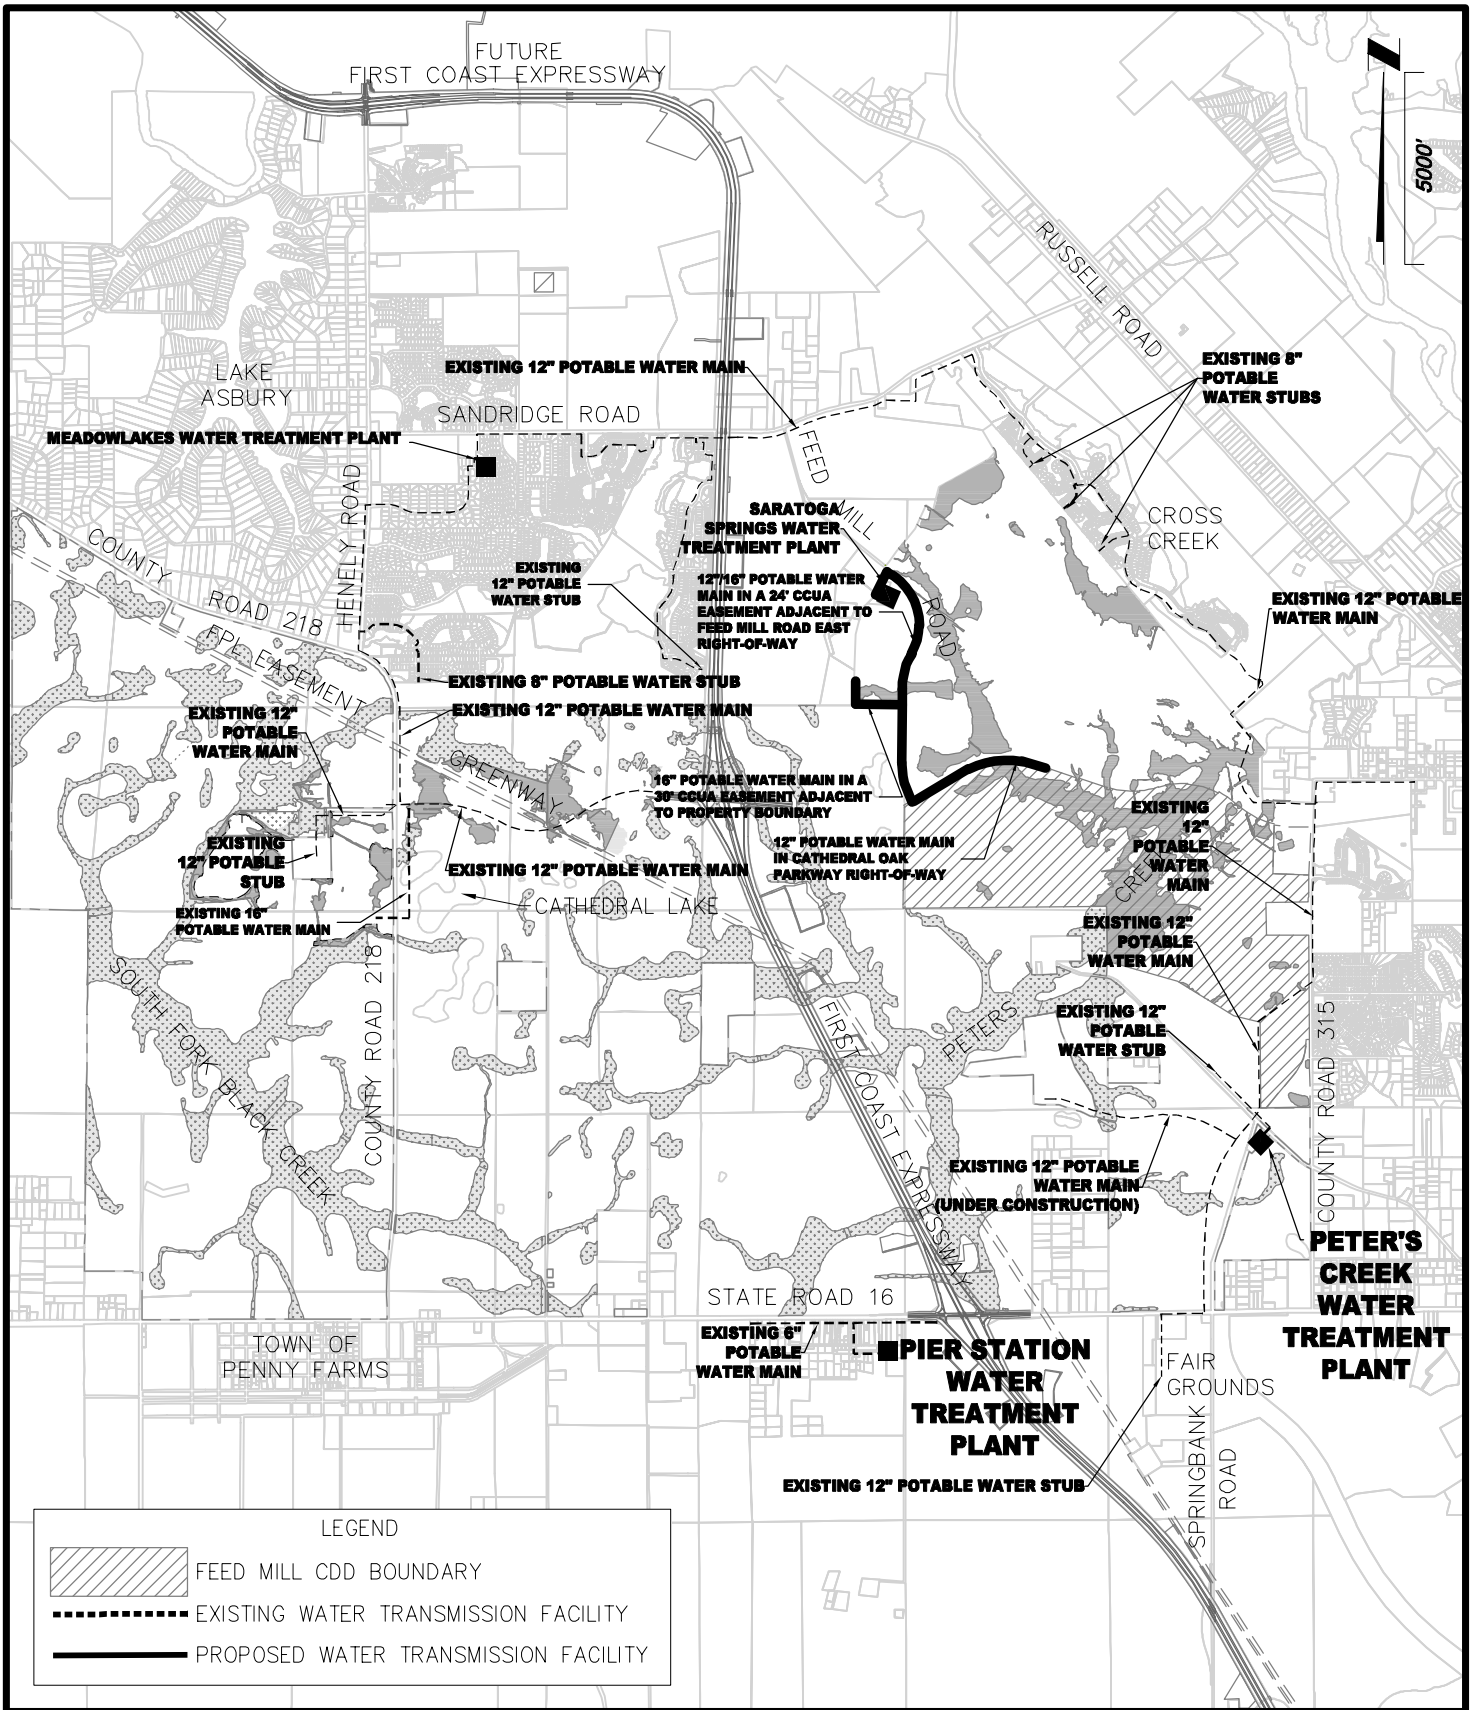 FUTURE
FIRST COAST EXPRESSWAY
5000'
RUSSELL ROAD
LAKE
ASBURY
EXISTING 12" POTABLE WATER MAIN
EXISTING 8"
POTABLE
WATER STUBS
SANDRIDGE ROAD
MEADOWLAKES WATER TREATMENT PLANT
FEED MILL ROAD
HENELY ROAD
SARATOGA
SPRINGS WATER
TREATMENT PLANT
CROSS
CREEK
COUNTY ROAD 218
EXISTING
12" POTABLE
WATER STUB
12"/16" POTABLE WATER
MAIN IN A 24' CCUA
EASEMENT ADJACENT TO
FEED MILL ROAD EAST
RIGHT-OF-WAY
EXISTING 12" POTABLE
WATER MAIN
FPL EASEMENT
EXISTING 8" POTABLE WATER STUB
EXISTING 12" POTABLE WATER MAIN
EXISTING 12"
POTABLE
WATER MAIN
GREENWAY
16" POTABLE WATER MAIN IN A
30' CCUA EASEMENT ADJACENT
TO PROPERTY BOUNDARY
EXISTING
12"
POTABLE
WATER
MAIN
EXISTING
12" POTABLE
STUB
12" POTABLE WATER MAIN
IN CATHEDRAL OAK
PARKWAY RIGHT-OF-WAY
EXISTING 12" POTABLE WATER MAIN
CATHEDRAL LAKE
EXISTING 16"
POTABLE WATER MAIN
EXISTING 12"
POTABLE
WATER MAIN
SOUTH FORK BLACK CREEK
COUNTY ROAD 218
FIRST COAST EXPRESSWAY
PETERS CREEK
EXISTING 12"
POTABLE
WATER STUB
COUNTY ROAD 315
EXISTING 12" POTABLE
WATER MAIN
(UNDER CONSTRUCTION)
PETER'S
CREEK
WATER
TREATMENT
PLANT
STATE ROAD 16
EXISTING 6"
POTABLE
WATER MAIN
TOWN OF
PENNY FARMS
PIER STATION
WATER
TREATMENT
PLANT
FAIR
GROUNDS
SPRINGBANK
ROAD
EXISTING 12" POTABLE WATER STUB
LEGEND
FEED MILL CDD BOUNDARY
EXISTING WATER TRANSMISSION FACILITY
PROPOSED WATER TRANSMISSION FACILITY